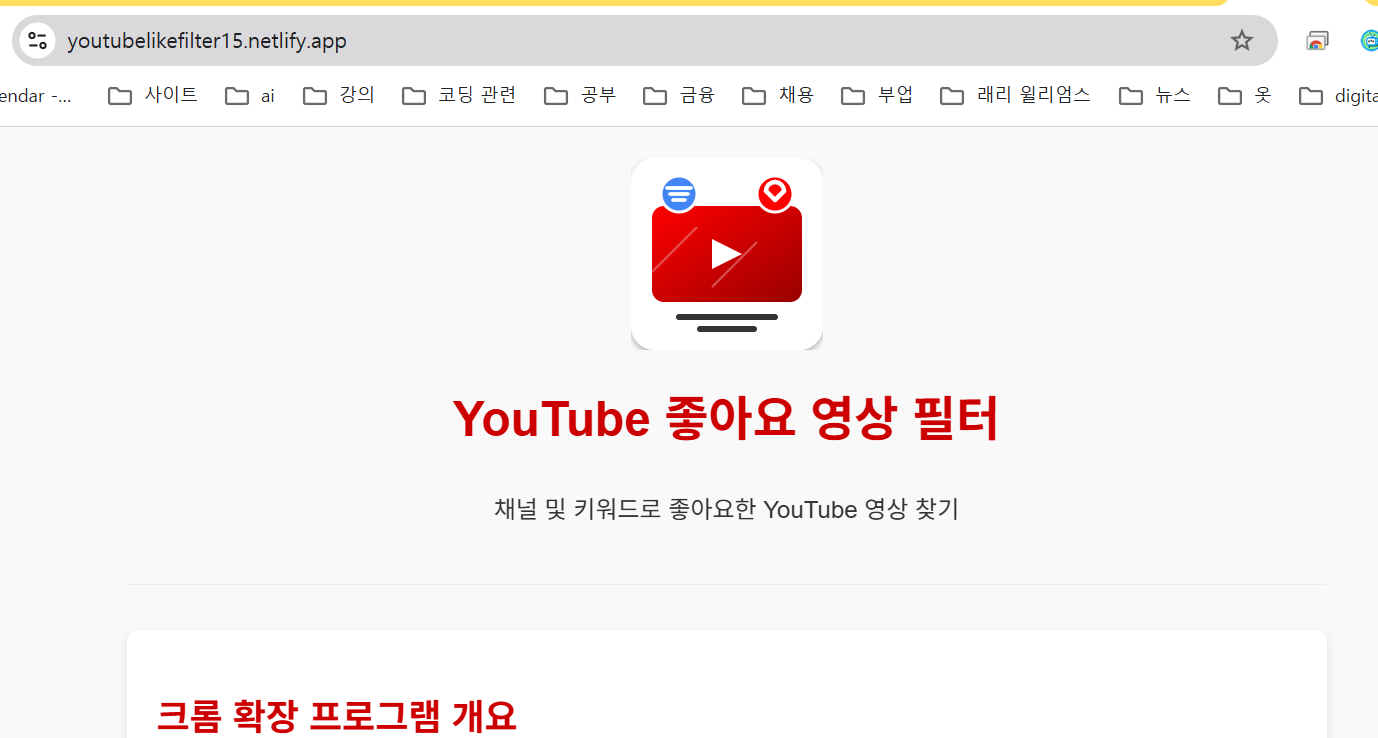 youtubelikefilter15.netlify.app
endar -... 사이트 ai 강의 코딩 관련 공부 금융 채용 부업 래리 윌리엄스 뉴스 옷 digita
YouTube 좋아요 영상 필터
채널 및 키워드로 좋아요한 YouTube 영상 찾기
크롬 확장 프로그램 개요